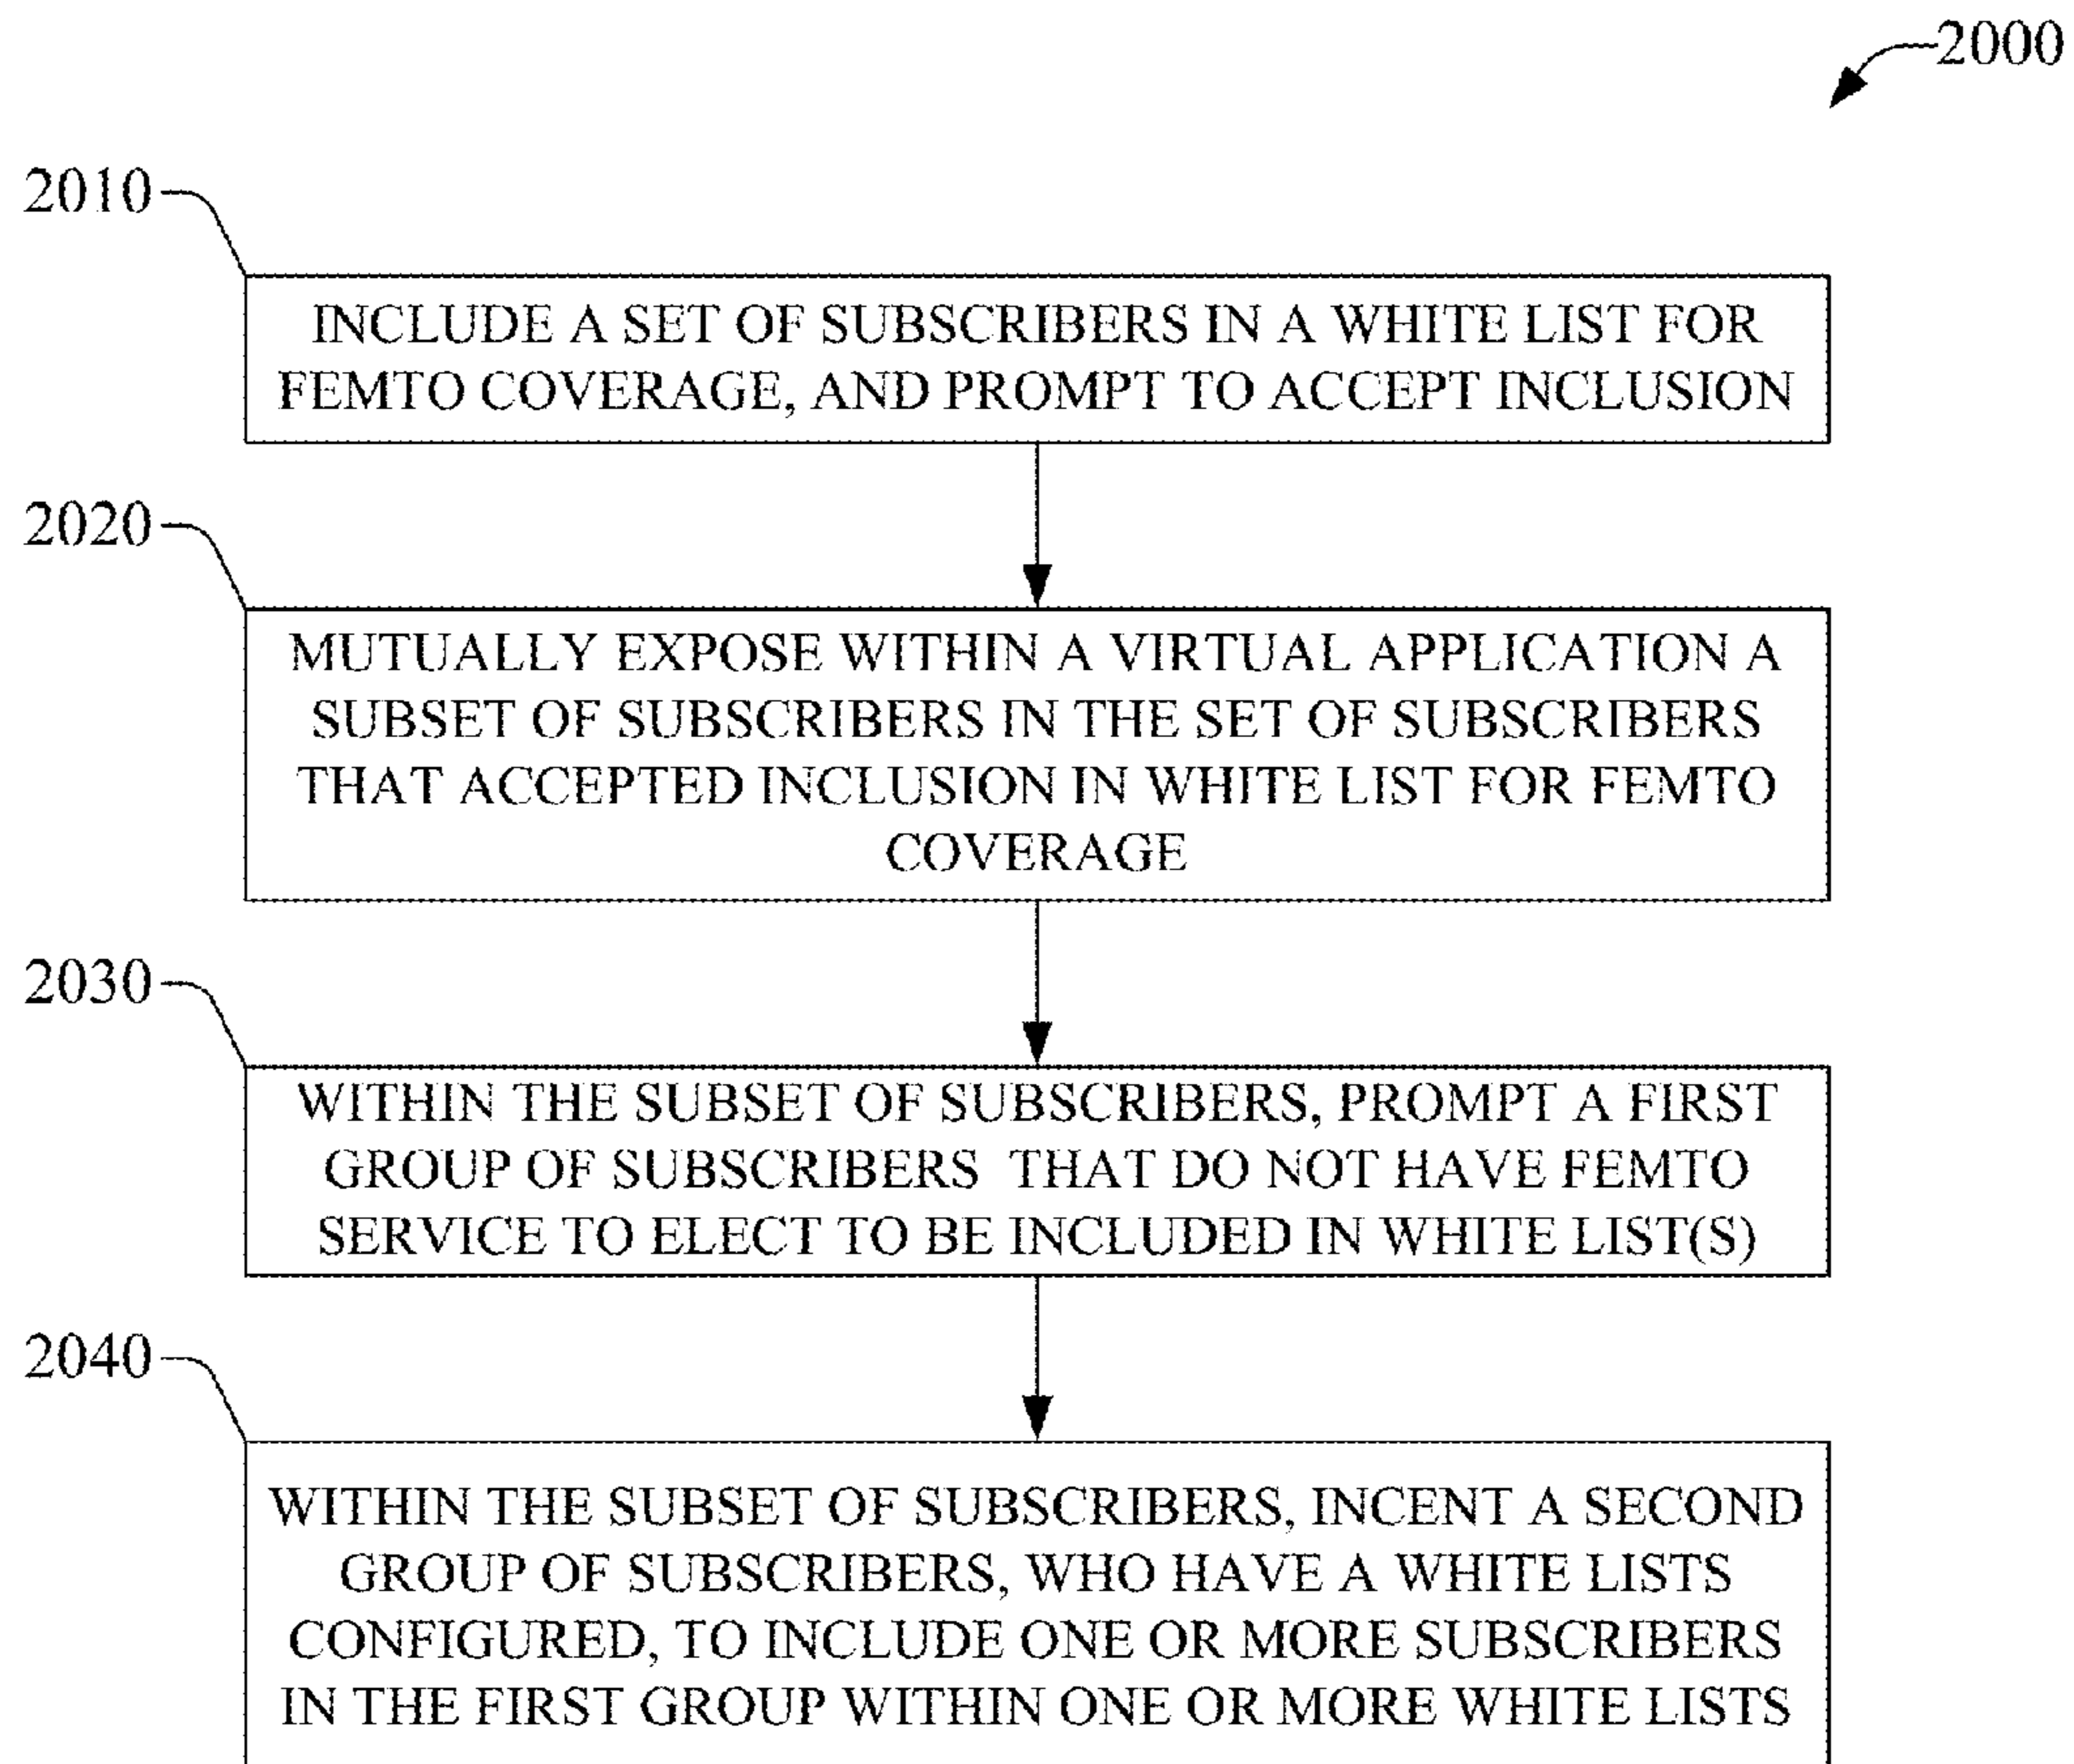 2000
2010
INCLUDE A SET OF SUBSCRIBERS IN A WHITE LIST FOR
FEMTO COVERAGE, AND PROMPT TO ACCEPT INCLUSION
2020
MUTUALLY EXPOSE WITHIN A VIRTUAL APPLICATION A
SUBSET OF SUBSCRIBERS IN THE SET OF SUBSCRIBERS
THAT ACCEPTED INCLUSION IN WHITE LIST FOR FEMTO
COVERAGE
2030
WITHIN THE SUBSET OF SUBSCRIBERS, PROMPT A FIRST
GROUP OF SUBSCRIBERS THAT DO NOT HAVE FEMTO
SERVICE TO ELECT TO BE INCLUDED IN WHITE LIST(S)
2040
WITHIN THE SUBSET OF SUBSCRIBERS, INCENT A SECOND
GROUP OF SUBSCRIBERS, WHO HAVE A WHITE LISTS
CONFIGURED, TO INCLUDE ONE OR MORE SUBSCRIBERS
IN THE FIRST GROUP WITHIN ONE OR MORE WHITE LISTS